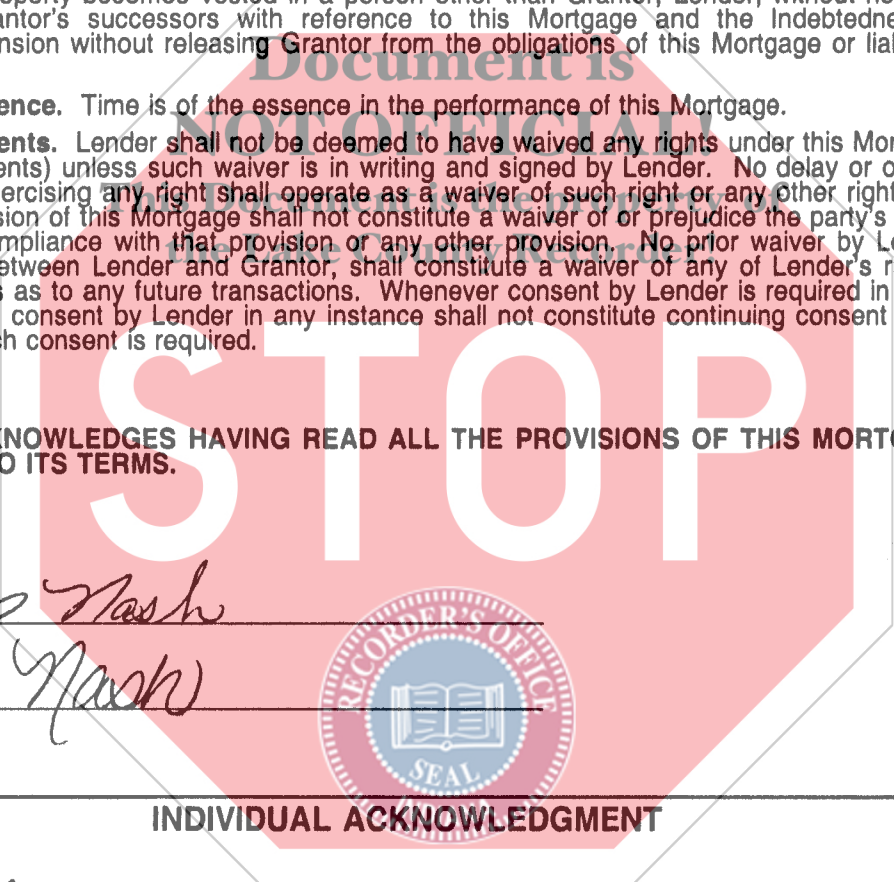 operty becomes vested in a person other than Grantor, Lender, without no
antor's successors with reference to this Mortgage and the Indebtedne
nsion without releasing Grantor from the obligations of this Mortgage or liab
Document is
ence. Time is of the essence in the performance of this Mortgage.
NOT OFFICIAL!
ents. Lender shall not be deemed to have waived any rights under this Mor
ents) unless such waiver is in writing and signed by Lender. No delay or o
ercising any right shall operate as a waiver of such right or any other right
This Document is the property of
sion of this Mortgage shall not constitute a waiver of or prejudice the party's
mpliance with that provision or any other provision. No prior waiver by Le
the Lake County Recorder!
etween Lender and Grantor, shall constitute a waiver of any of Lender's r
s as to any future transactions. Whenever consent by Lender is required in
consent by Lender in any instance shall not constitute continuing consent
ch consent is required.
STOP
KNOWLEDGES HAVING READ ALL THE PROVISIONS OF THIS MORTG
O ITS TERMS.
Nash
Nash
RECORDER'S OFFICE
SEAL
INDIANA
INDIVIDUAL ACKNOWLEDGMENT